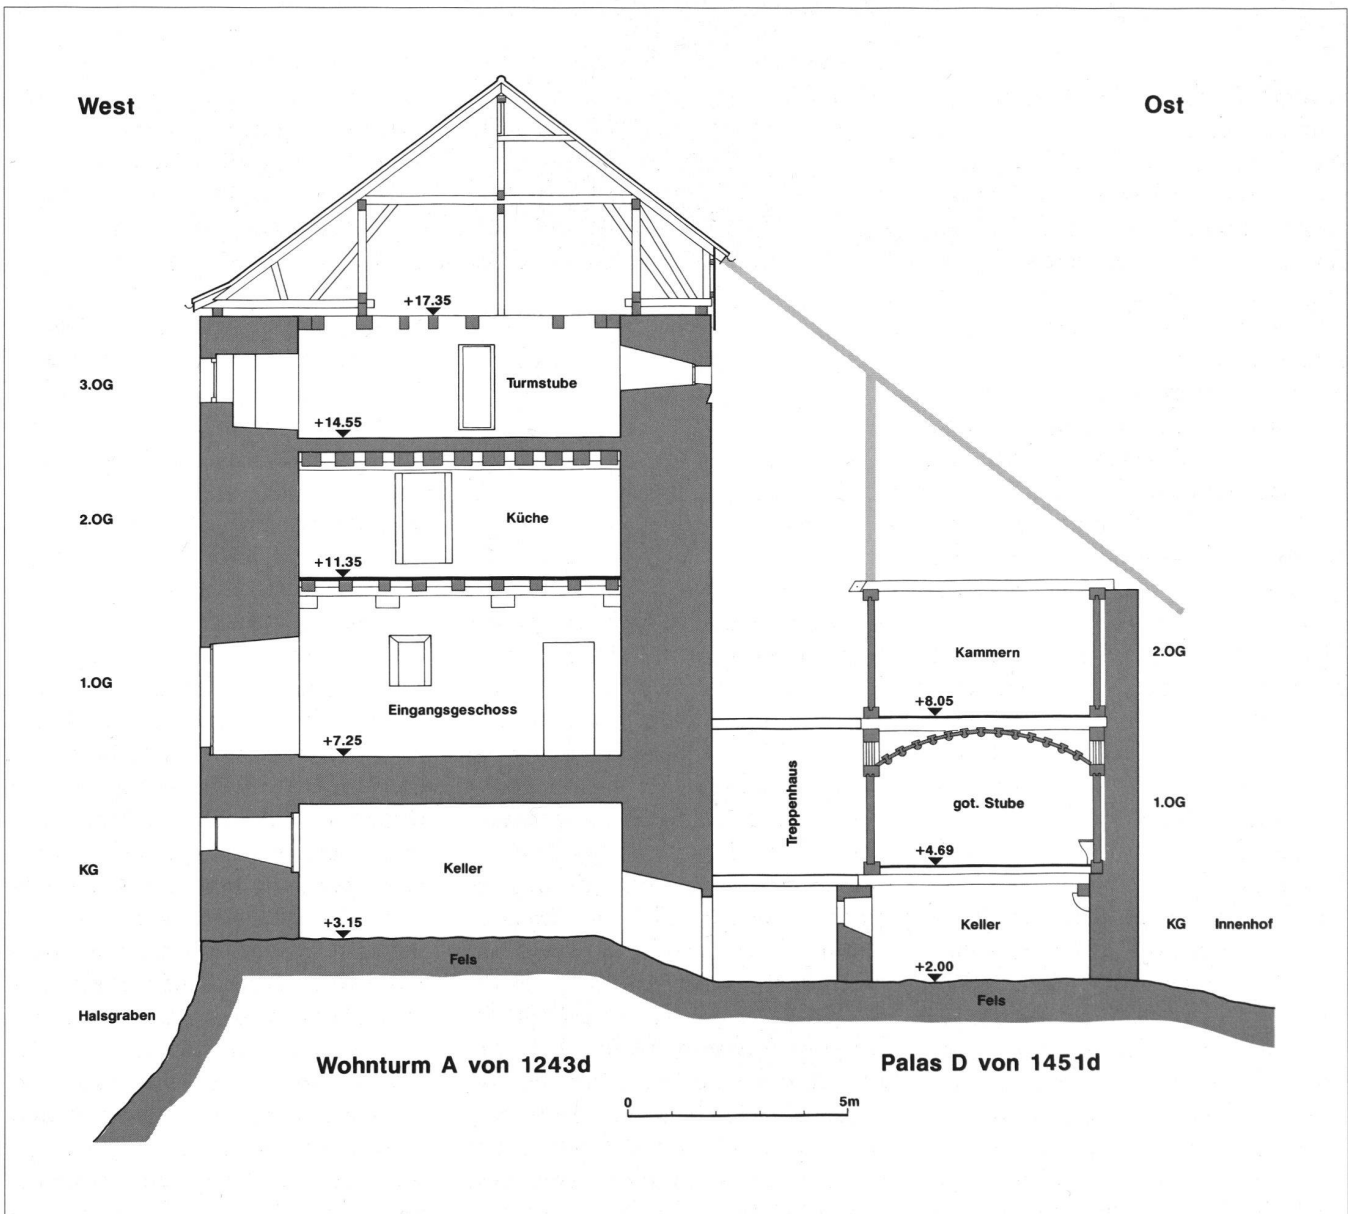 West
Ost
+17.35
3.OG
Turmstube
+14.55
2.OG
Küche
+11.35
1.OG
Eingangsgeschoss
+7.25
Kammern
2.OG
+8.05
Treppenhaus
got. Stube
1.OG
+4.69
KG
Keller
+3.15
Keller
KG
Innenhof
+2.00
Fels
Fels
Halsgraben
Wohnturm A von 1243d
Palas D von 1451d
0
5m